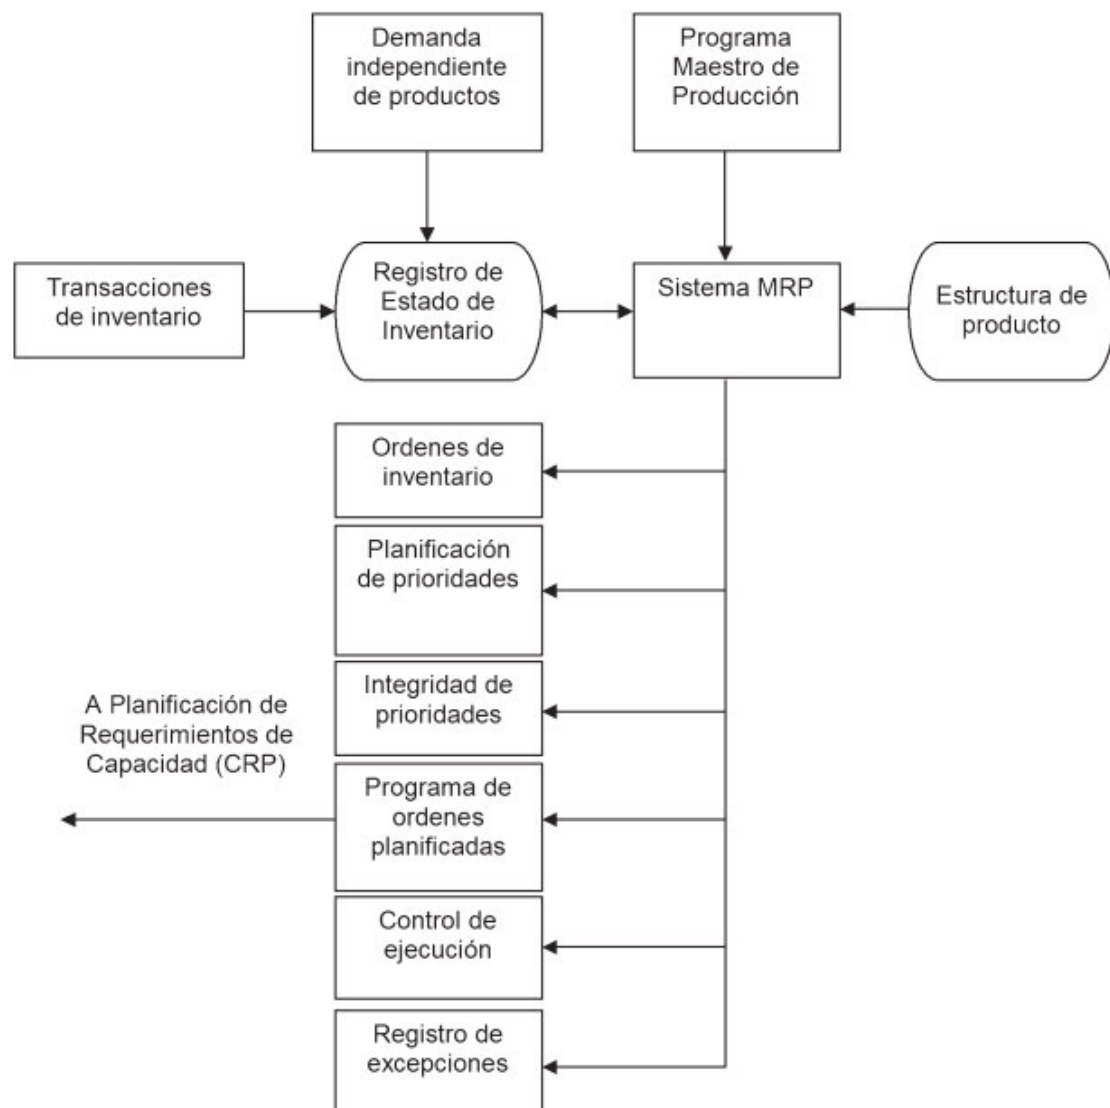 Demanda
independiente
de productos
Programa
Maestro de
Producción
Transacciones
de inventario
Registro de
Estado de
Inventario
Sistema MRP
Estructura de
producto
Ordenes de
inventario
Planificación
de prioridades
Integridad de
prioridades
A Planificación de
Requerimientos de
Capacidad (CRP)
Programa de
ordenes
planificadas
Control de
ejecución
Registro de
excepciones